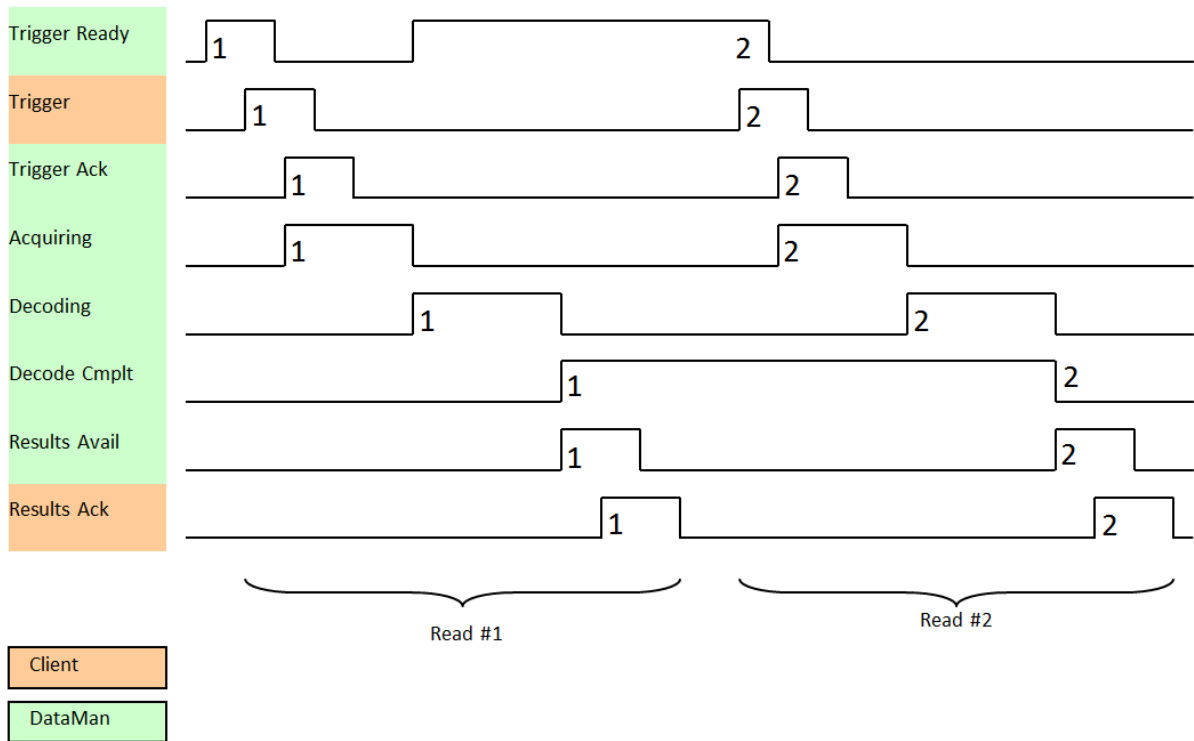 Trigger Ready 1 2
Trigger 1 2
Trigger Ack 1 2
Acquiring 1 2
Decoding 1 2
Decode Cmplt 1 2
Results Avail 1 2
Results Ack 1 2
Read #1 Read #2
Client
DataMan